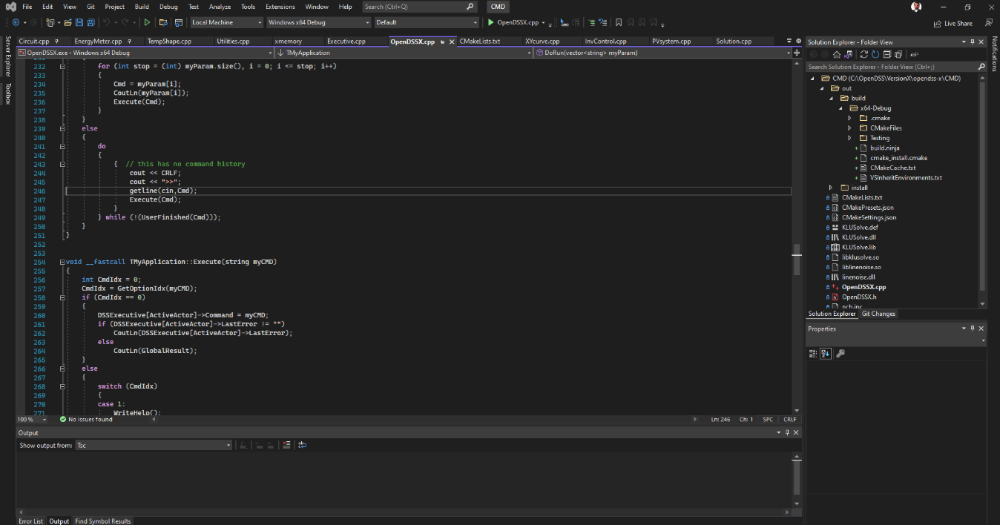 File Edit View Git Project Build Debug Test Analyze Tools Extensions Window Help Search (Ctrl+Q) CMD
Local Machine Windows x64 Debug Default OpenDSSX.cpp Live Share
Server Explorer
Toolbox
Notifications
Circuit.cpp EnergyMeter.cpp TempShape.cpp Utilities.cpp xmemory Executive.cpp OpenDSSX.cpp CMakeLists.txt XYcurve.cpp InvControl.cpp PVsystem.cpp Solution.cpp
OpenDSSX.exe - Windows x64 Debug TMyApplication DoRun(vector<string> myParam)
231 {
232 for (int stop = (int) myParam.size(), i = 0; i <= stop; i++)
233 {
234 Cmd = myParam[i];
235 CoutLn(myParam[i]);
236 Execute(Cmd);
237 }
238 }
239 else
240 {
241 do
242 {
243 { // this has no command history
244 cout << CRLF;
245 cout << ">>";
246 getline(cin,Cmd);
247 Execute(Cmd);
248 }
249 } while (!(UserFinished(Cmd)));
250 }
251 }
252
253
254 void __fastcall TMyApplication::Execute(string myCMD)
255 {
256 int CmdIdx = 0;
257 CmdIdx = GetOptionIdx(myCMD);
258 if (CmdIdx == 0)
259 {
260 DSSExecutive[ActiveActor]->Command = myCMD;
261 if (DSSExecutive[ActiveActor]->LastError != "")
262 CoutLn(DSSExecutive[ActiveActor]->LastError);
263 else
264 CoutLn(GlobalResult);
265 }
266 else
267 {
268 switch (CmdIdx)
269 {
270 case 1:
271 WriteHelp();
100 % No issues found Ln: 246 Ch: 1 SPC CRLF
Output
Show output from: Tsc
Error List Output Find Symbol Results
Solution Explorer - Folder View
Search Solution Explorer - Folder View (Ctrl+;)
CMD (C:\OpenDSS\VersionX\opendss-x\CMD)
out
build
x64-Debug
.cmake
CMakeFiles
Testing
build.ninja
cmake_install.cmake
CMakeCache.txt
VSInheritEnvironments.txt
install
CMakeLists.txt
CMakePresets.json
CMakeSettings.json
KLUSolve.def
KLUSolve.dll
KLUSolve.lib
libklusolve.so
liblinenoise.so
linenoise.dll
OpenDSSX.cpp
OpenDSSX.h
pch.inc
Solution Explorer Git Changes
Properties